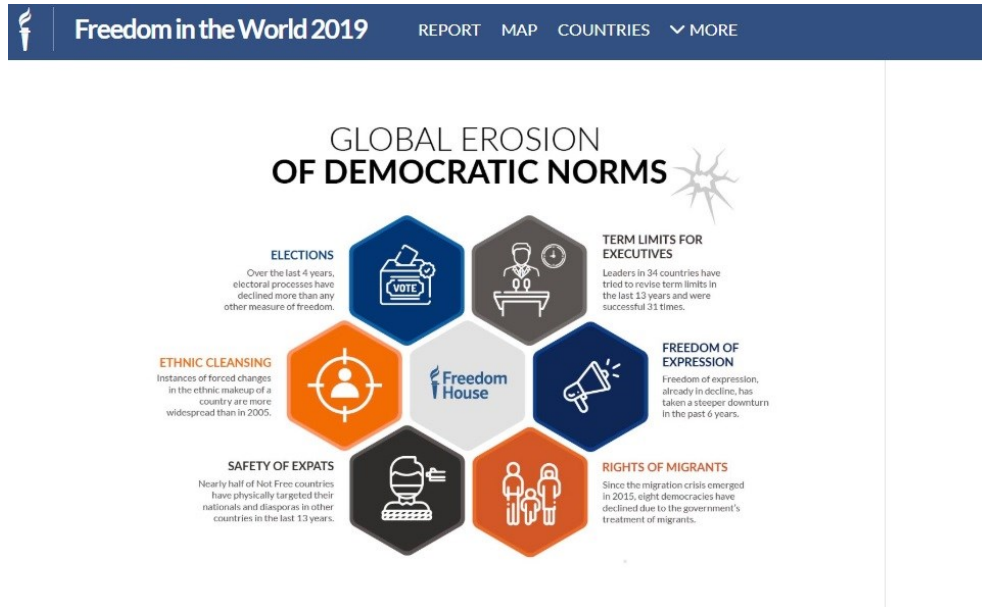 Freedom in the World 2019
REPORT MAP COUNTRIES MORE
GLOBAL EROSION
OF DEMOCRATIC NORMS
ELECTIONS
Over the last 4 years,
electoral processes have
declined more than any
other measure of freedom.
VOTE
TERM LIMITS FOR
EXECUTIVES
Leaders in 34 countries have
tried to revise term limits in
the last 13 years and were
successful 31 times.
ETHNIC CLEANSING
Instances of forced changes
in the ethnic makeup of a
country are more
widespread than in 2005.
Freedom
House
FREEDOM OF
EXPRESSION
Freedom of expression,
already in decline, has
taken a steeper downturn
in the past 6 years.
SAFETY OF EXPATS
Nearly half of Not Free countries
have physically targeted their
nationals and diasporas in other
countries in the last 13 years.
RIGHTS OF MIGRANTS
Since the migration crisis emerged
in 2015, eight democracies have
declined due to the government's
treatment of migrants.